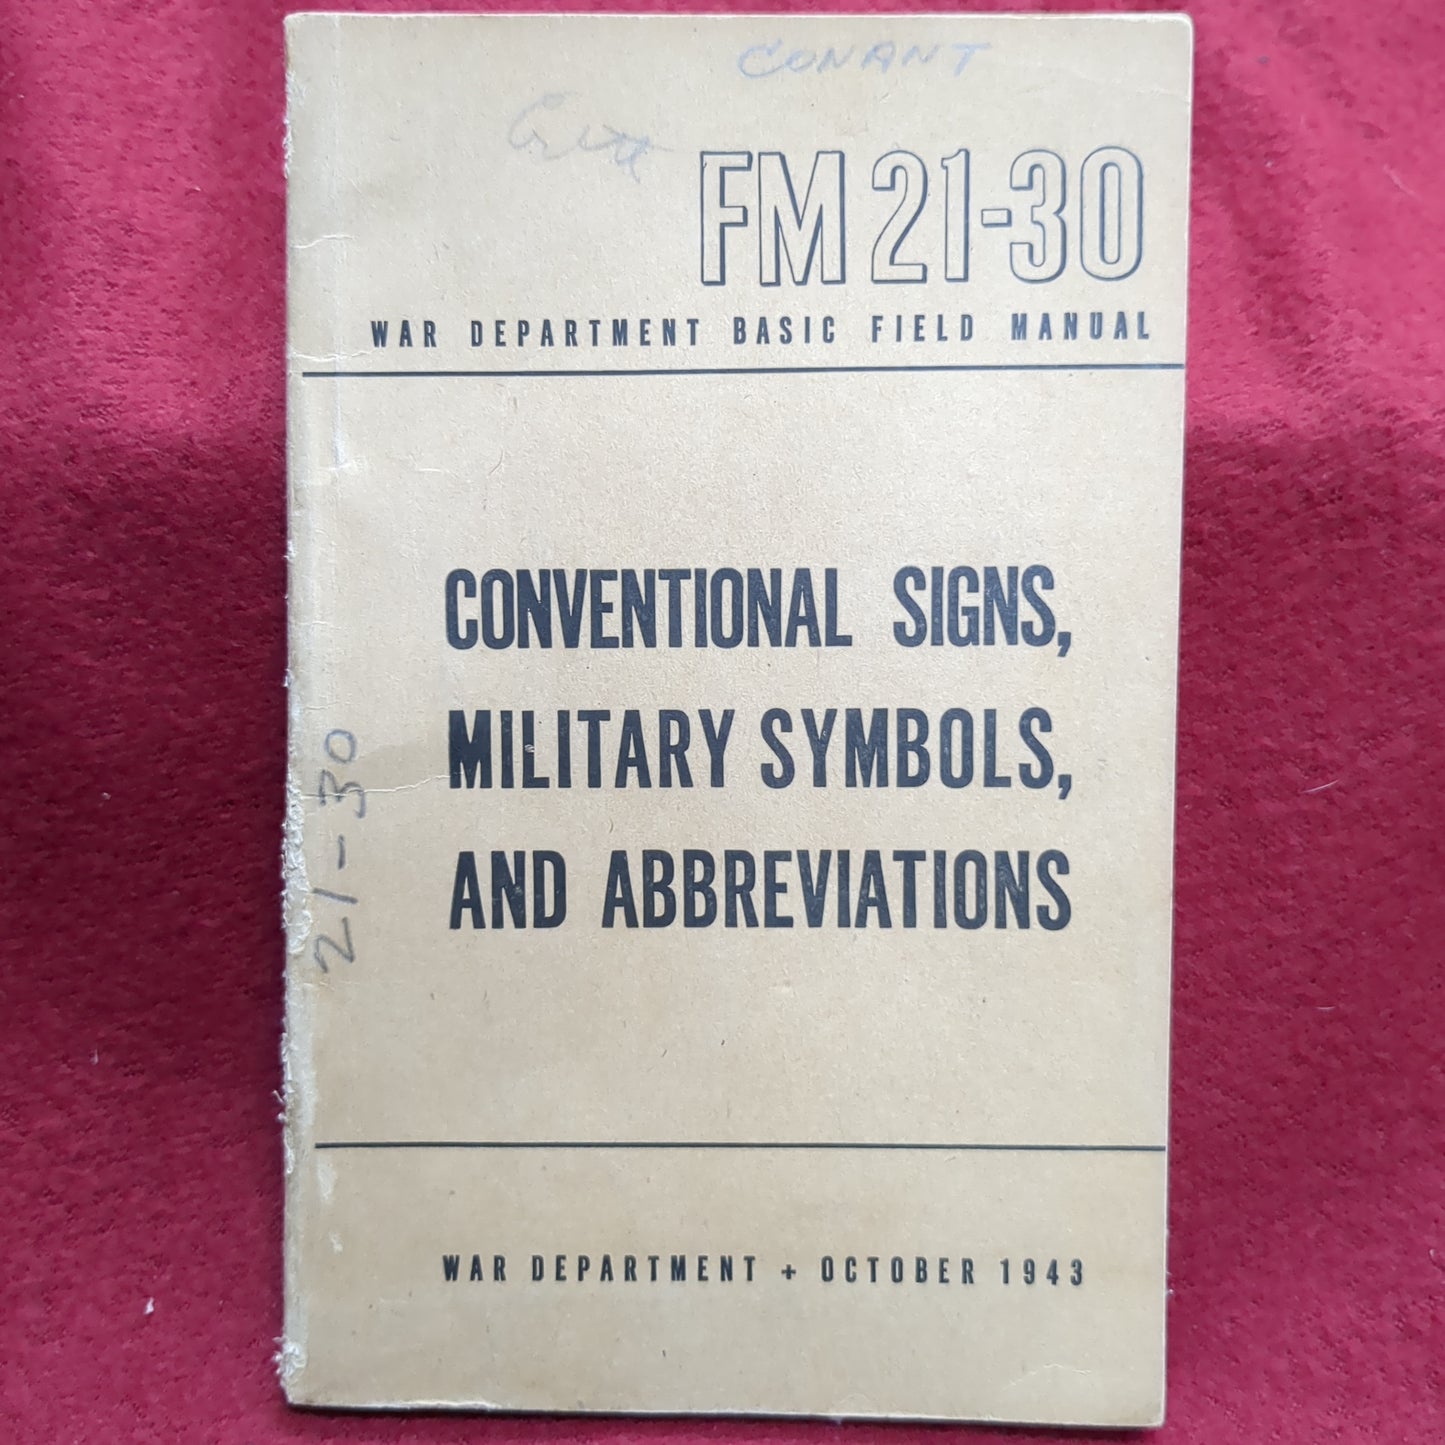 CONANT
FM 21-30
WAR DEPARTMENT BASIC FIELD MANUAL
CONVENTIONAL SIGNS,
MILITARY SYMBOLS,
AND ABBREVIATIONS
21-30
WAR DEPARTMENT + OCTOBER 1943